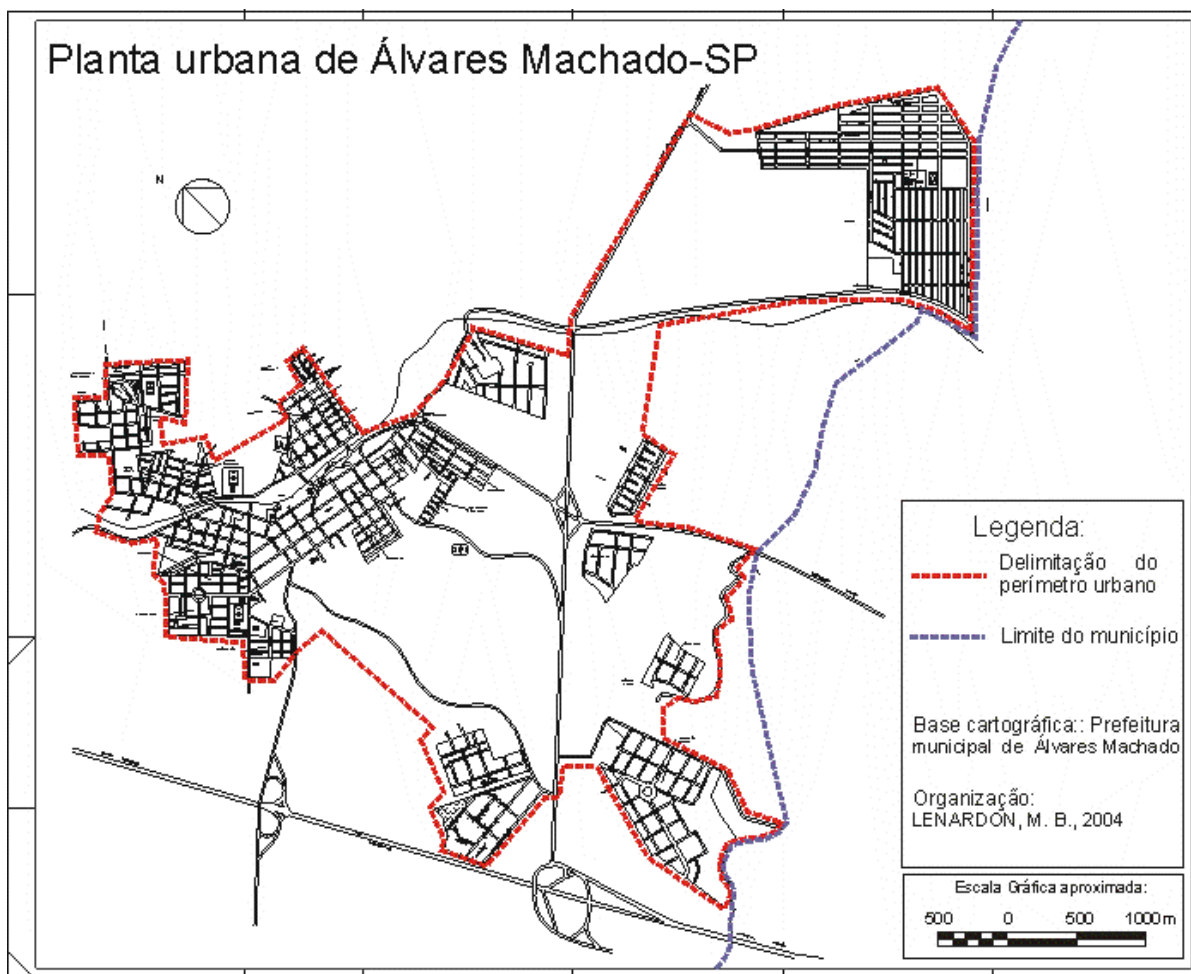 Planta urbana de Álvares Machado-SP
N
Legenda:
Delimitação do
perímetro urbano
Limite do município
Base cartográfica:: Prefeitura
municipal de Álvares Machado
Organização:
LENARDON, M. B., 2004
Escala Gráfica aproximada:
500 0 500 1000m